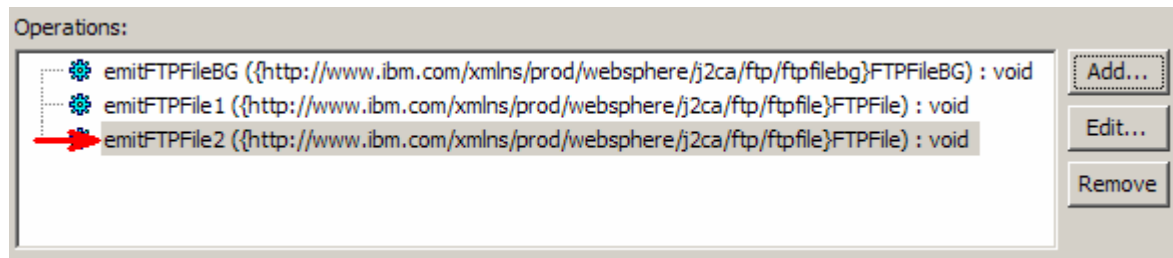 Operations:
emitFTPFileBG ({http://www.ibm.com/xmlns/prod/websphere/j2ca/ftp/ftpfilebg}FTPFileBG) : void
Add...
emitFTPFile1 ({http://www.ibm.com/xmlns/prod/websphere/j2ca/ftp/ftpfile}FTPFile) : void
Edit...
emitFTPFile2 ({http://www.ibm.com/xmlns/prod/websphere/j2ca/ftp/ftpfile}FTPFile) : void
Remove